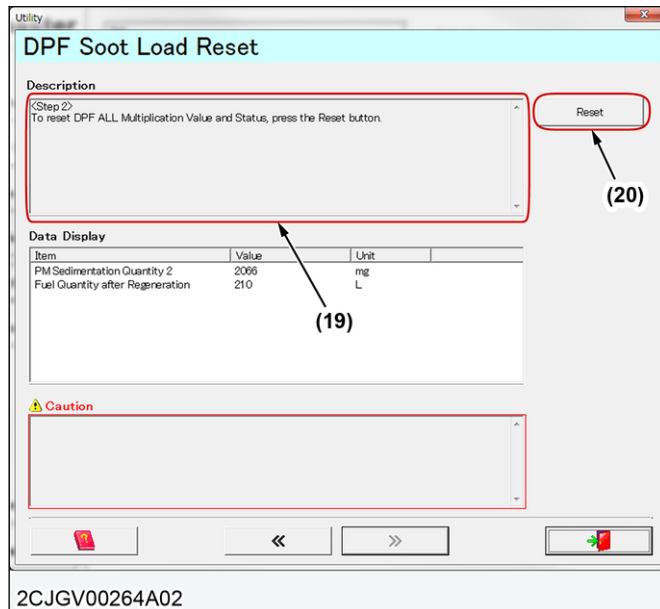 Utility
DPF Soot Load Reset
Description
<Step 2>
To reset DPF ALL Multiplication Value and Status, press the Reset button.
Reset
(20)
Data Display
Item Value Unit
PM Sedimentation Quantity 2 2066 mg
Fuel Quantity after Regeneration 210 L
(19)
Caution
2CJGV00264A02